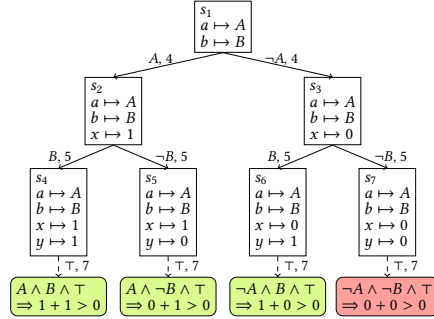 s1
a ↦ A
b ↦ B
A, 4
¬A, 4
s2
a ↦ A
b ↦ B
x ↦ 1
s3
a ↦ A
b ↦ B
x ↦ 0
B, 5
¬B, 5
B, 5
¬B, 5
s4
a ↦ A
b ↦ B
x ↦ 1
y ↦ 1
s5
a ↦ A
b ↦ B
x ↦ 1
y ↦ 0
s6
a ↦ A
b ↦ B
x ↦ 0
y ↦ 1
s7
a ↦ A
b ↦ B
x ↦ 0
y ↦ 0
⊤, 7
⊤, 7
⊤, 7
⊤, 7
A ∧ B ∧ ⊤
⇒ 1 + 1 > 0
A ∧ ¬B ∧ ⊤
⇒ 0 + 1 > 0
¬A ∧ B ∧ ⊤
⇒ 1 + 0 > 0
¬A ∧ ¬B ∧ ⊤
⇒ 0 + 0 > 0